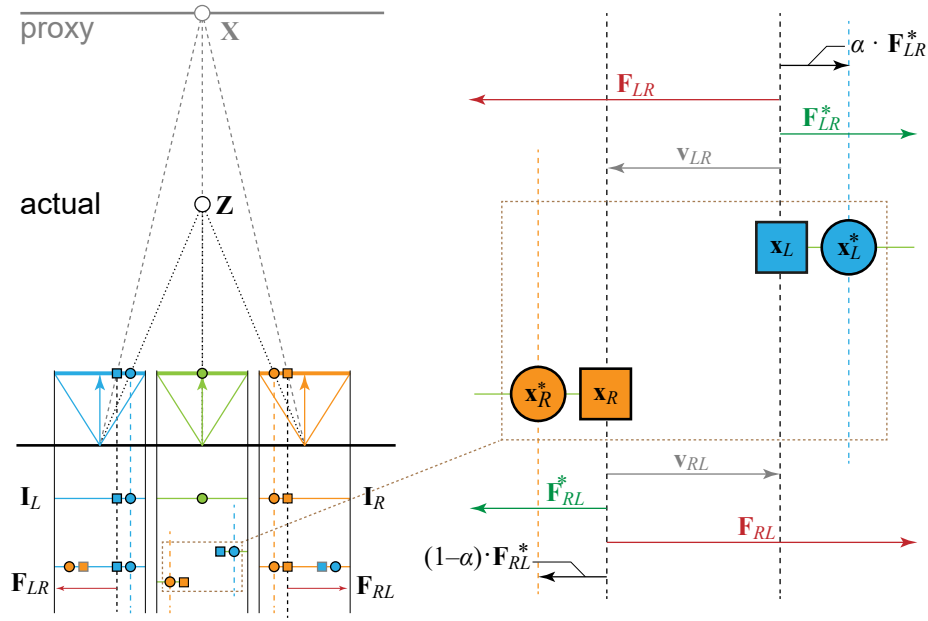 proxy
X
actual
Z
I_L
I_R
F_LR
F_RL
α · F*_LR
F_LR
F*_LR
v_LR
x_L
x*_L
x*_R
x_R
v_RL
F*_RL
F_RL
(1–α)·F*_RL